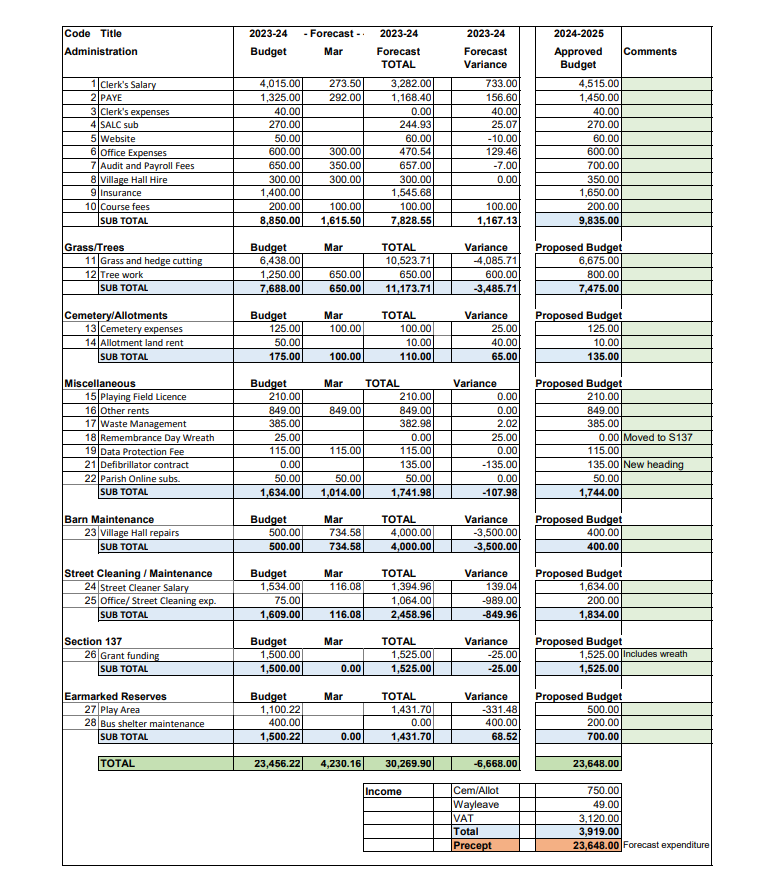 Code Title 2023-24 - Forecast - - 2023-24 2023-24 2024-2025
Administration Budget Mar Forecast Forecast Approved Comments
TOTAL Variance Budget
1 Clerk's Salary 4,015.00 273.50 3,282.00 733.00 4,515.00
2 PAYE 1,325.00 292.00 1,168.40 156.60 1,450.00
3 Clerk's expenses 40.00 0.00 40.00 40.00
4 SALC sub 270.00 244.93 25.07 270.00
5 Website 50.00 60.00 -10.00 60.00
6 Office Expenses 600.00 300.00 470.54 129.46 600.00
7 Audit and Payroll Fees 650.00 350.00 657.00 -7.00 700.00
8 Village Hall Hire 300.00 300.00 300.00 0.00 350.00
9 Insurance 1,400.00 1,545.68 1,650.00
10 Course fees 200.00 100.00 100.00 100.00 200.00
SUB TOTAL 8,850.00 1,615.50 7,828.55 1,167.13 9,835.00
Grass/Trees Budget Mar TOTAL Variance Proposed Budget
11 Grass and hedge cutting 6,438.00 10,523.71 -4,085.71 6,675.00
12 Tree work 1,250.00 650.00 650.00 600.00 800.00
SUB TOTAL 7,688.00 650.00 11,173.71 -3,485.71 7,475.00
Cemetery/Allotments Budget Mar TOTAL Variance Proposed Budget
13 Cemetery expenses 125.00 100.00 100.00 25.00 125.00
14 Allotment land rent 50.00 10.00 40.00 10.00
SUB TOTAL 175.00 100.00 110.00 65.00 135.00
Miscellaneous Budget Mar TOTAL Variance Proposed Budget
15 Playing Field Licence 210.00 210.00 0.00 210.00
16 Other rents 849.00 849.00 849.00 0.00 849.00
17 Waste Management 385.00 382.98 2.02 385.00
18 Remembrance Day Wreath 25.00 0.00 25.00 0.00 Moved to S137
19 Data Protection Fee 115.00 115.00 115.00 0.00 115.00
21 Defibrillator contract 0.00 135.00 -135.00 135.00 New heading
22 Parish Online subs. 50.00 50.00 50.00 0.00 50.00
SUB TOTAL 1,634.00 1,014.00 1,741.98 -107.98 1,744.00
Barn Maintenance Budget Mar TOTAL Variance Proposed Budget
23 Village Hall repairs 500.00 734.58 4,000.00 -3,500.00 400.00
SUB TOTAL 500.00 734.58 4,000.00 -3,500.00 400.00
Street Cleaning / Maintenance Budget Mar TOTAL Variance Proposed Budget
24 Street Cleaner Salary 1,534.00 116.08 1,394.96 139.04 1,634.00
25 Office/ Street Cleaning exp. 75.00 1,064.00 -989.00 200.00
SUB TOTAL 1,609.00 116.08 2,458.96 -849.96 1,834.00
Section 137 Budget Mar TOTAL Variance Proposed Budget
26 Grant funding 1,500.00 1,525.00 -25.00 1,525.00 Includes wreath
SUB TOTAL 1,500.00 0.00 1,525.00 -25.00 1,525.00
Earmarked Reserves Budget Mar TOTAL Variance Proposed Budget
27 Play Area 1,100.22 1,431.70 -331.48 500.00
28 Bus shelter maintenance 400.00 0.00 400.00 200.00
SUB TOTAL 1,500.22 0.00 1,431.70 68.52 700.00
TOTAL 23,456.22 4,230.16 30,269.90 -6,668.00 23,648.00
Income Cem/Allot 750.00
Wayleave 49.00
VAT 3,120.00
Total 3,919.00
Precept 23,648.00 Forecast expenditure